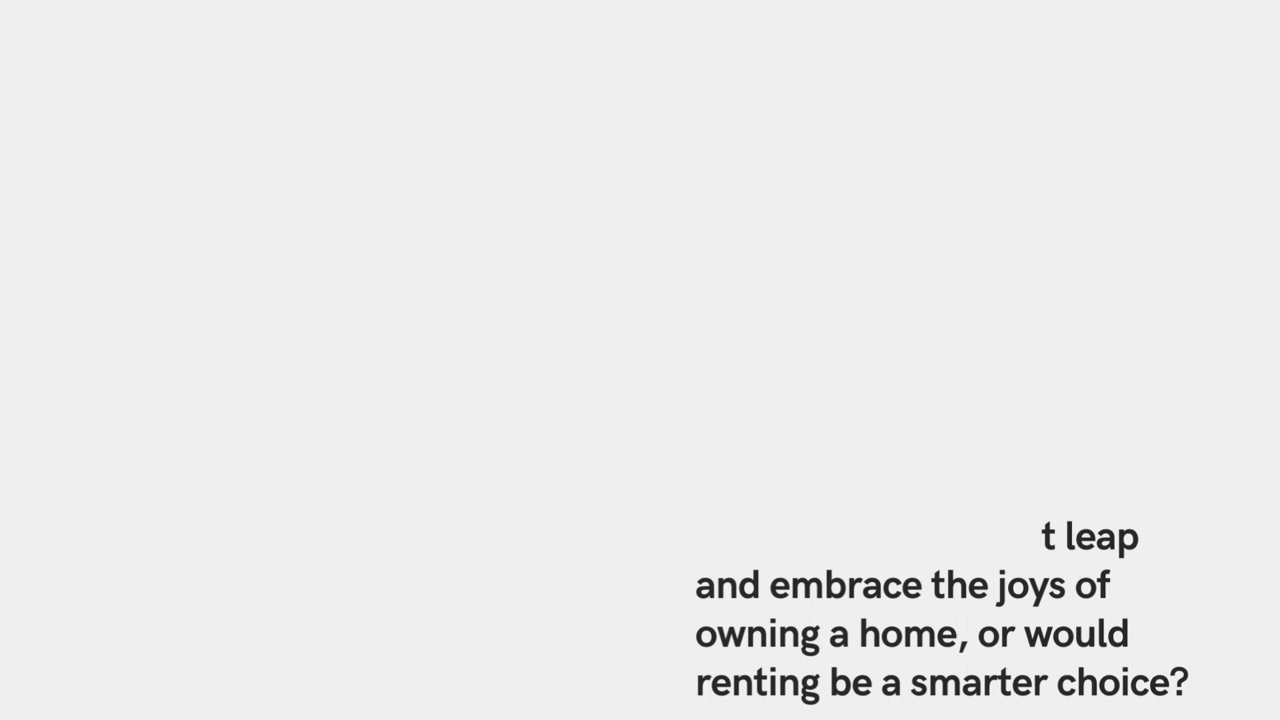 t leap
and embrace the joys of
owning a home, or would
renting be a smarter choice?